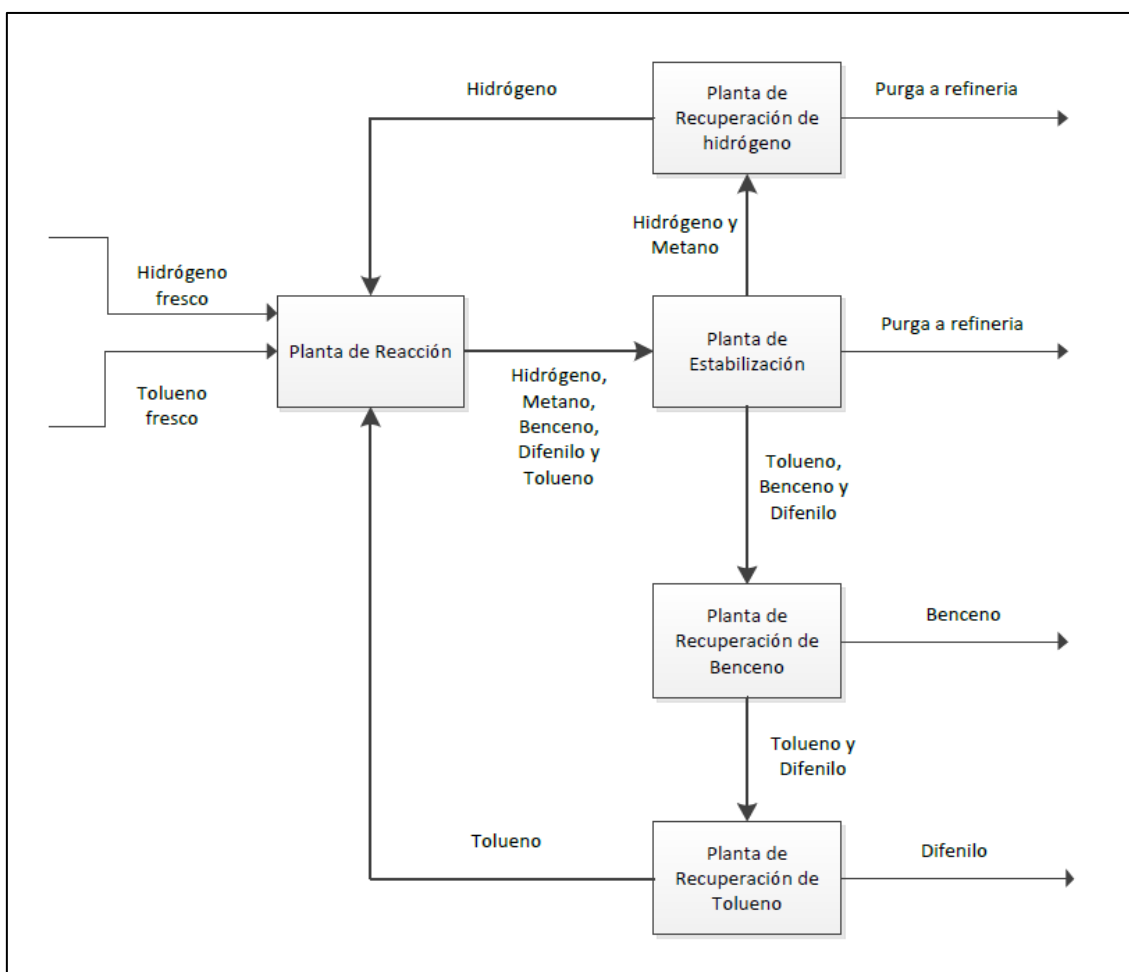 Hidrógeno
Planta de
Recuperación de
hidrógeno
Purga a refineria
Hidrógeno y
Metano
Hidrógeno
fresco
Tolueno
fresco
Planta de Reacción
Hidrógeno,
Metano,
Benceno,
Difenilo y
Tolueno
Planta de
Estabilización
Purga a refineria
Tolueno,
Benceno y
Difenilo
Planta de
Recuperación de
Benceno
Benceno
Tolueno y
Difenilo
Tolueno
Planta de
Recuperación de
Tolueno
Difenilo